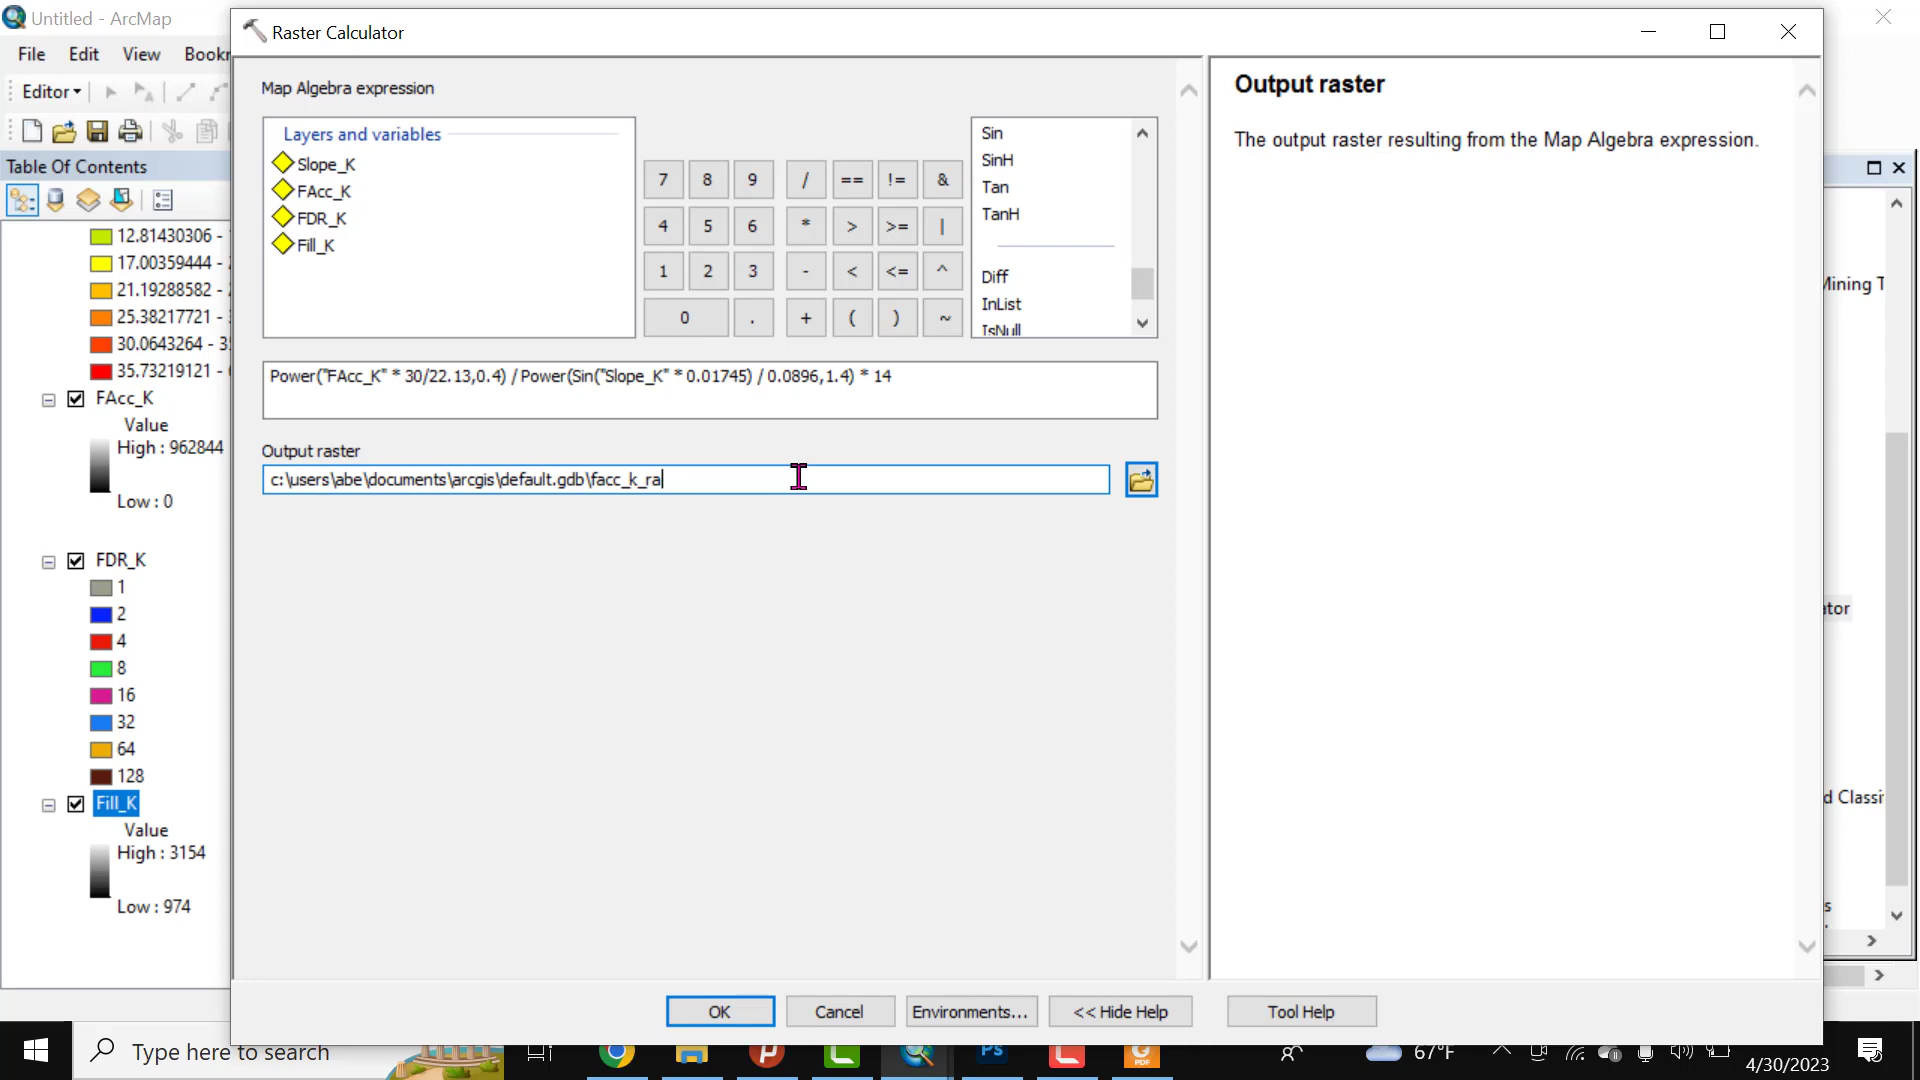 Untitled - ArcMap
File Edit View
Editor
Table Of Contents
12.81430306 -
17.00359444 -
21.19288582 -
25.38217721 -
30.0643264 -
35.73219121 -
FAcc_K
Value
High : 962844
Low : 0
FDR_K
1
2
4
8
16
32
64
128
Fill_K
Value
High : 3154
Low : 974
Raster Calculator
Map Algebra expression
Layers and variables
Slope_K
FAcc_K
FDR_K
Fill_K
7 8 9 / == != &
4 5 6 * > >= |
1 2 3 - < <= ^
0 . + ( ) ~
Sin
SinH
Tan
TanH
Diff
InList
IsNull
Power("FAcc_K" * 30/22.13,0.4) / Power(Sin("Slope_K" * 0.01745) / 0.0896,1.4) * 14
Output raster
c:\users\abe\documents\arcgis\default.gdb\facc_k_ra
OK Cancel Environments... << Hide Help Tool Help
Output raster
The output raster resulting from the Map Algebra expression.
Type here to search
Ps
PDF
67°F
4/30/2023